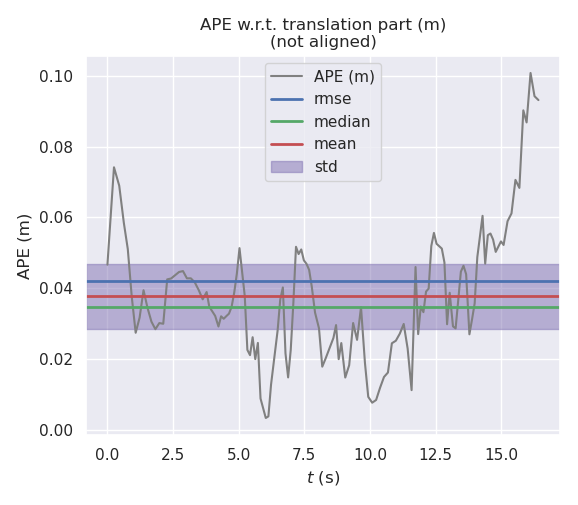 APE w.r.t. translation part (m)
(not aligned)
APE (m)
rmse
median
mean
std
APE (m)
0.10
0.08
0.06
0.04
0.02
0.00
0.0 2.5 5.0 7.5 10.0 12.5 15.0
t (s)